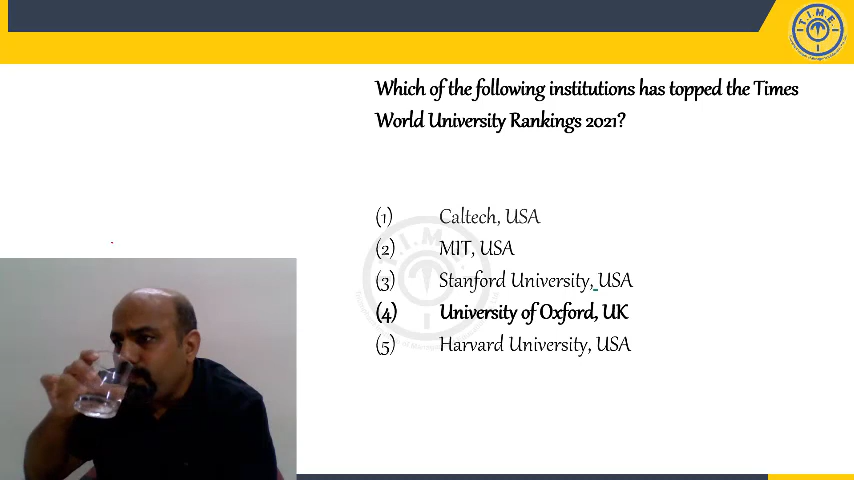 T.I.M.E.
Which of the following institutions has topped the Times
World University Rankings 2021?
(1) Caltech, USA
(2) MIT, USA
(3) Stanford University, USA
(4) University of Oxford, UK
(5) Harvard University, USA